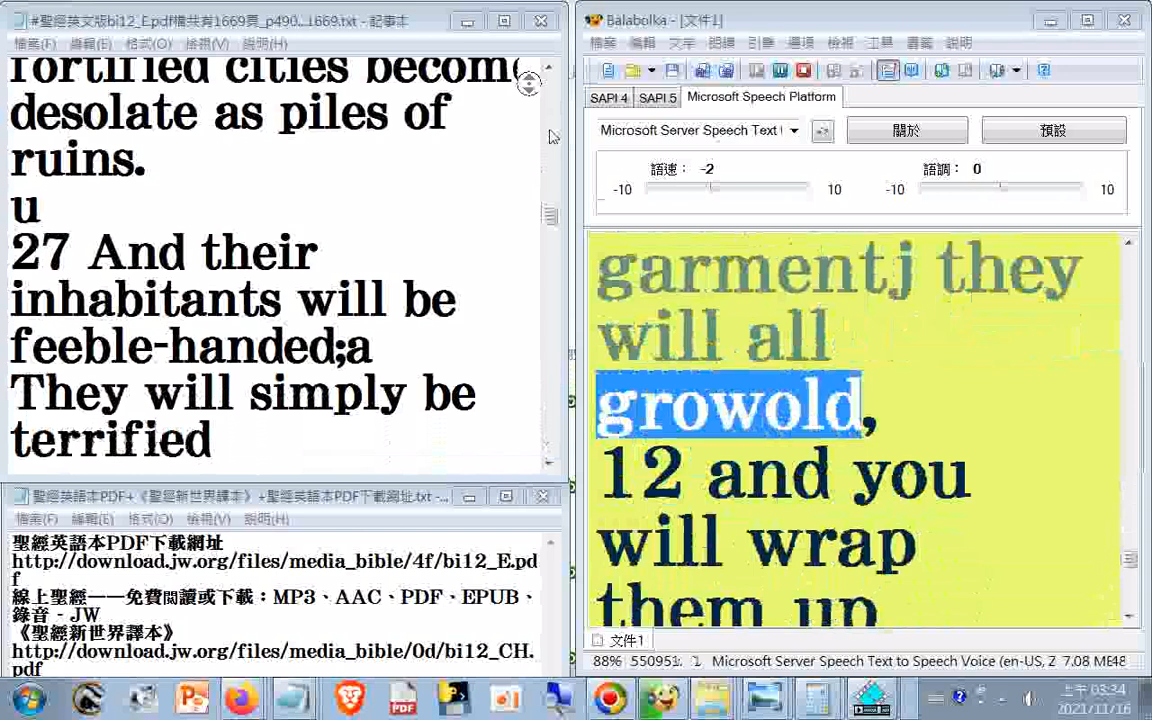 #聖經英文版bi12_E.pdf檔共有1669頁_p490...1669.txt - 記事本
檔案(F) 編輯(E) 格式(O) 檢視(V) 說明(H)
fortified cities become
desolate as piles of
ruins.
u
27 And their
inhabitants will be
feeble-handed;a
They will simply be
terrified
聖經英語本PDF+《聖經新世界譯本》+聖經英語本PDF下載網址.txt -...
檔案(F) 編輯(E) 格式(O) 檢視(V) 說明(H)
聖經英語本PDF下載網址
http://download.jw.org/files/media_bible/4f/bi12_E.pd
f
線上聖經——免費閱讀或下載：MP3、AAC、PDF、EPUB、
錄音 - JW
《聖經新世界譯本》
http://download.jw.org/files/media_bible/0d/bi12_CH.
pdf
Balabolka - [文件1]
檔案 編輯 文字 朗讀 引擎 選項 檢視 工具 書籤 說明
SAPI 4 SAPI 5 Microsoft Speech Platform
Microsoft Server Speech Text 關於 預設
語速： -2 語調： 0
-10 10 -10 10
garmentj they
will all
growold,
12 and you
will wrap
them up
文件1
88% 550951. Microsoft Server Speech Text to Speech Voice (en-US, Z 7.08 MB
上午 03:34
2021/11/16